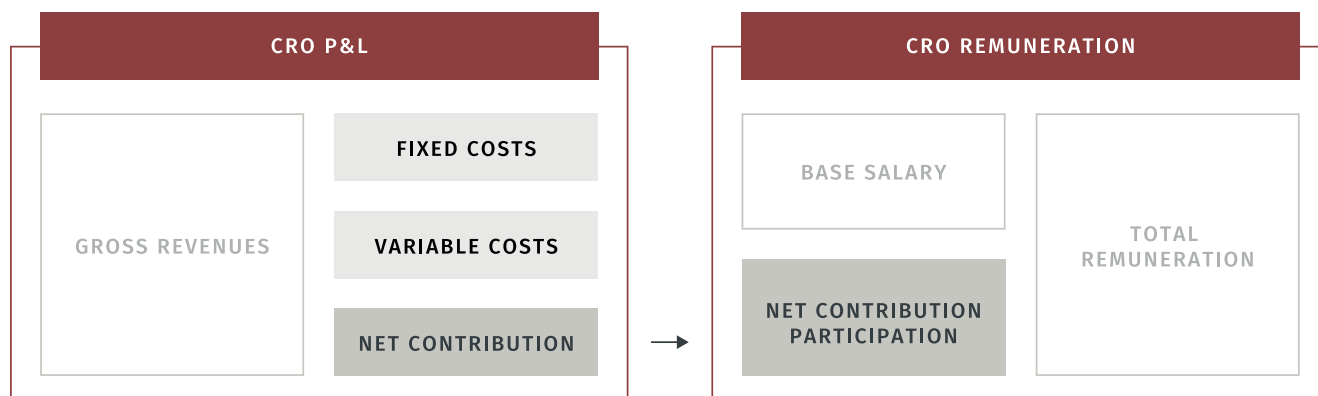 CRO P&L
GROSS REVENUES
FIXED COSTS
VARIABLE COSTS
NET CONTRIBUTION
CRO REMUNERATION
BASE SALARY
NET CONTRIBUTION
PARTICIPATION
TOTAL
REMUNERATION